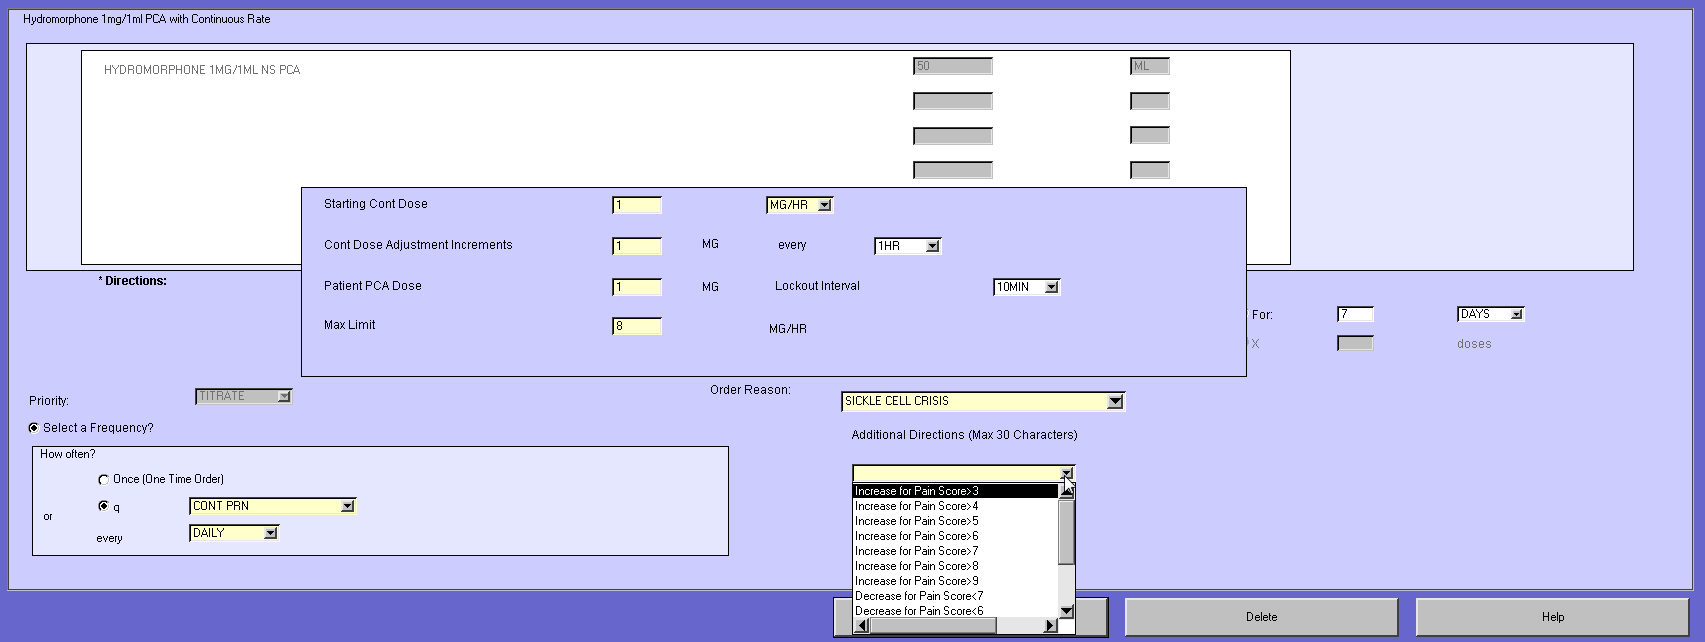 Hydromorphone 1mg/1ml PCA with Continuous Rate
HYDROMORPHONE 1MG/1ML NS PCA 50 ML
Starting Cont Dose 1 MG/HR
Cont Dose Adjustment Increments 1 MG every 1HR
* Directions:
Patient PCA Dose 1 MG Lockout Interval 10MIN
For: 7 DAYS
Max Limit 8 MG/HR
X doses
Order Reason:
Priority: TITRATE
SICKLE CELL CRISIS
Select a Frequency?
Additional Directions (Max 30 Characters)
How often?
Once (One Time Order)
q CONT PRN
or
every DAILY
Increase for Pain Score>3
Increase for Pain Score>4
Increase for Pain Score>5
Increase for Pain Score>6
Increase for Pain Score>7
Increase for Pain Score>8
Increase for Pain Score>9
Decrease for Pain Score<7
Decrease for Pain Score<6
Delete
Help